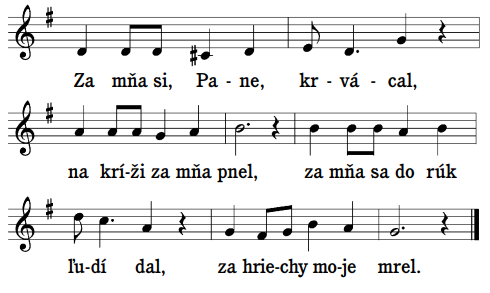 Za mňa si, Pa - ne, kr - vá - cal,
na krí-ži za mňa pnel, za mňa sa do rúk
ľu-dí dal, za hrie-chy mo-je mrel.